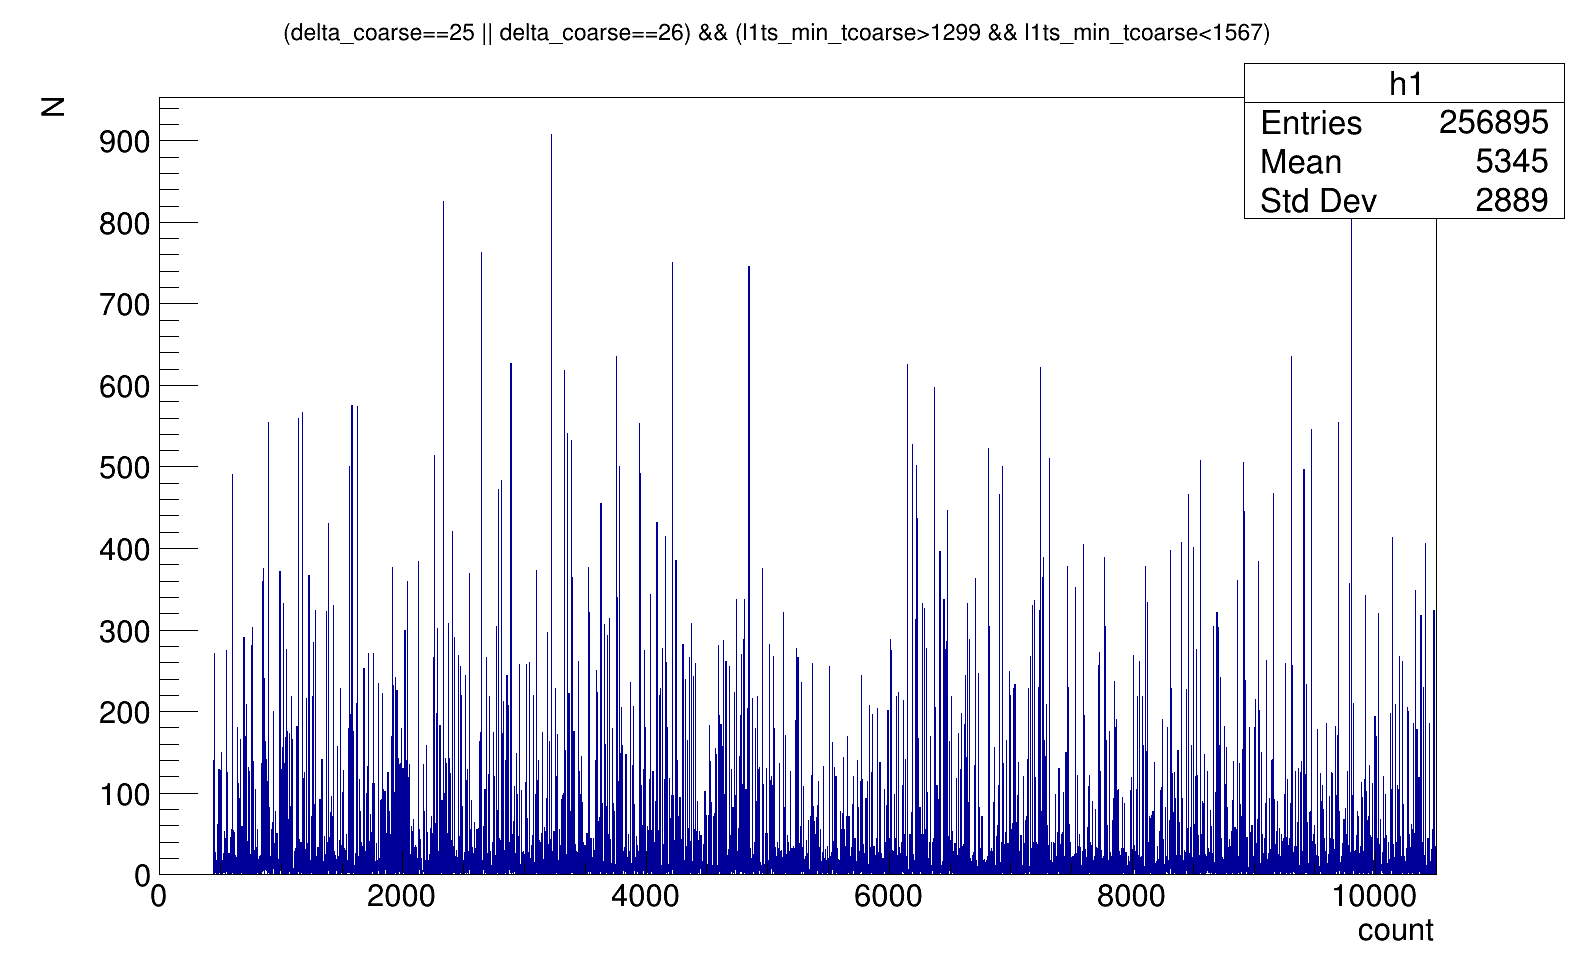 (delta_coarse==25 || delta_coarse==26) && (l1ts_min_tcoarse>1299 && l1ts_min_tcoarse<1567)
h1
Entries 256895
Mean 5345
Std Dev 2889
N
900
800
700
600
500
400
300
200
100
0
0 2000 4000 6000 8000 10000
count